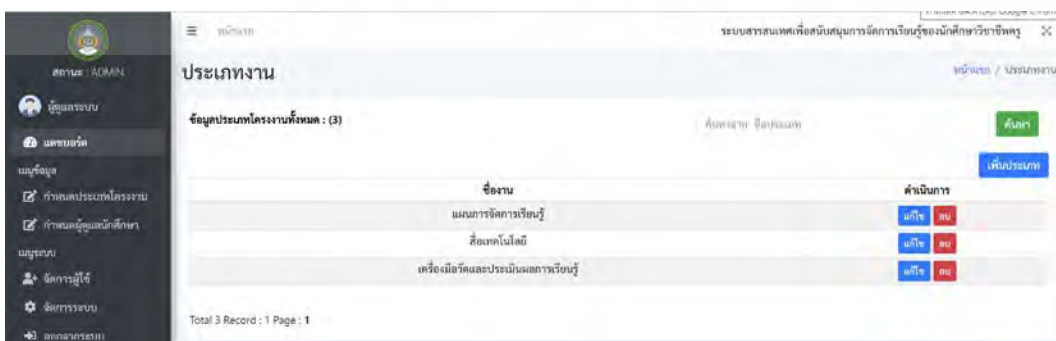 หน้าแรก
ระบบสารสนเทศเพื่อสนับสนุนการจัดการเรียนรู้ของนักศึกษาวิชาชีพครู
สถานะ : ADMIN
ประเภทงาน
หน้าแรก / ประเภทงาน
ผู้ดูแลระบบ
ข้อมูลประเภทโครงงานทั้งหมด : (3)
ค้นหาจาก ชื่อประเภท
ค้นหา
แดชบอร์ด
เพิ่มประเภท
เมนูข้อมูล
ชื่องาน ดำเนินการ
กำหนดประเภทโครงงาน
แผนการจัดการเรียนรู้ แก้ไข ลบ
กำหนดผู้ดูแลนักศึกษา
สื่อเทคโนโลยี แก้ไข ลบ
เมนูระบบ
เครื่องมือวัดและประเมินผลการเรียนรู้ แก้ไข ลบ
จัดการผู้ใช้
จัดการระบบ
Total 3 Record : 1 Page : 1
ออกจากระบบ